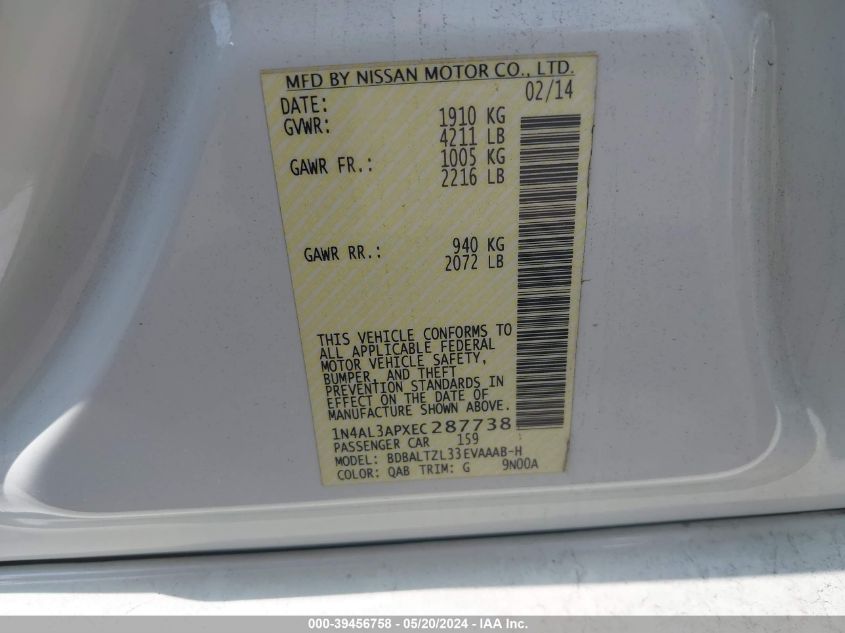 MFD BY NISSAN MOTOR CO., LTD.
DATE: 02/14
GVWR: 1910 KG
4211 LB
GAWR FR.: 1005 KG
2216 LB
GAWR RR.: 940 KG
2072 LB
THIS VEHICLE CONFORMS TO
ALL APPLICABLE FEDERAL
MOTOR VEHICLE SAFETY,
BUMPER, AND THEFT
PREVENTION STANDARDS IN
EFFECT ON THE DATE OF
MANUFACTURE SHOWN ABOVE.
1N4AL3APXEC287738
PASSENGER CAR 159
MODEL: BDBALTZL33EVAAAB-H
COLOR: QAB TRIM: G 9N00A
000-39456758 - 05/20/2024 - IAA Inc.